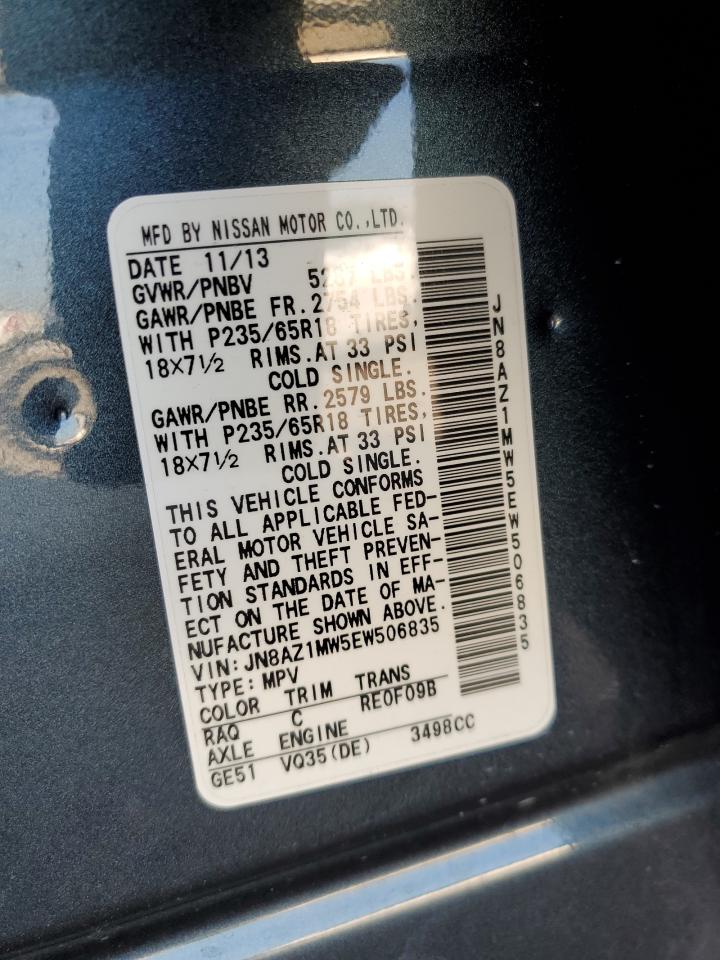 MFD BY NISSAN MOTOR CO.,LTD.
DATE 11/13
GVWR/PNBV LBS.
GAWR/PNBE FR. 2754 LBS.
WITH P235/65R18 TIRES,
18X7½ RIMS. AT 33 PSI
COLD SINGLE.
GAWR/PNBE RR. 2579 LBS.
WITH P235/65R18 TIRES,
18X7½ RIMS. AT 33 PSI
COLD SINGLE.
THIS VEHICLE CONFORMS
TO ALL APPLICABLE FED-
ERAL MOTOR VEHICLE SA-
FETY AND THEFT PREVEN-
TION STANDARDS IN EFF-
ECT ON THE DATE OF MA-
NUFACTURE SHOWN ABOVE.
VIN:JN8AZ1MW5EW506835
TYPE:MPV
COLOR TRIM TRANS
RAQ C RE0F09B
AXLE ENGINE
GE51 VQ35(DE) 3498CC
JN8AZ1MW5EW506835